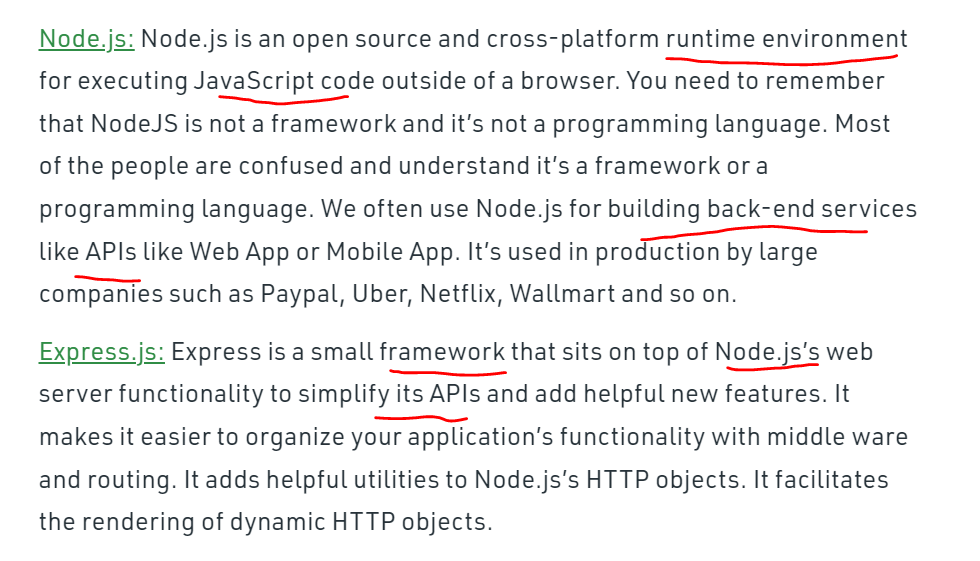 Node.js: Node.js is an open source and cross-platform runtime environment
for executing JavaScript code outside of a browser. You need to remember
that NodeJS is not a framework and it’s not a programming language. Most
of the people are confused and understand it’s a framework or a
programming language. We often use Node.js for building back-end services
like APIs like Web App or Mobile App. It’s used in production by large
companies such as Paypal, Uber, Netflix, Wallmart and so on.
Express.js: Express is a small framework that sits on top of Node.js’s web
server functionality to simplify its APIs and add helpful new features. It
makes it easier to organize your application’s functionality with middle ware
and routing. It adds helpful utilities to Node.js’s HTTP objects. It facilitates
the rendering of dynamic HTTP objects.